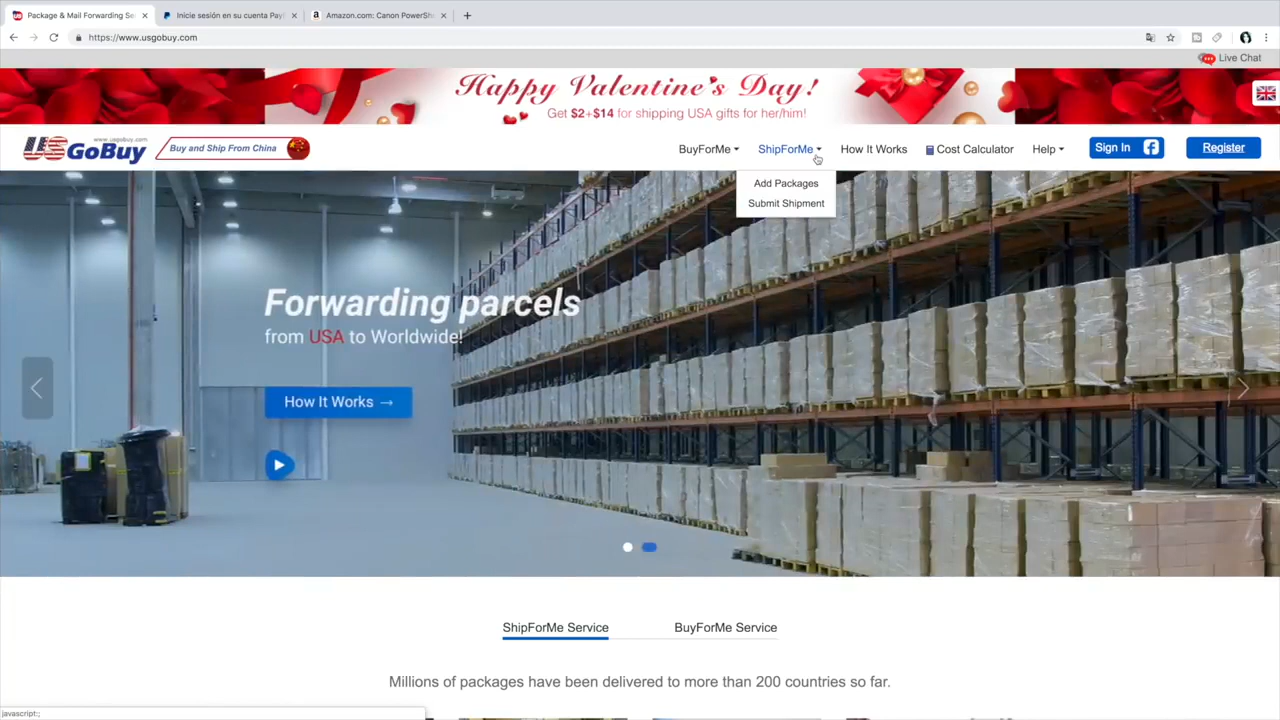 Package & Mail Forwarding Se
Inicie sesión en su cuenta Pay
Amazon.com: Canon PowerSh
https://www.usgobuy.com
Live Chat
Happy Valentine's Day!
Get $2+$14 for shipping USA gifts for her/him!
www.usgobuy.com
USGoBuy
Buy and Ship From China
BuyForMe
ShipForMe
How It Works
Cost Calculator
Help
Sign In
Register
Add Packages
Submit Shipment
Forwarding parcels
from USA to Worldwide!
How It Works →
ShipForMe Service
BuyForMe Service
Millions of packages have been delivered to more than 200 countries so far.
javascript:;